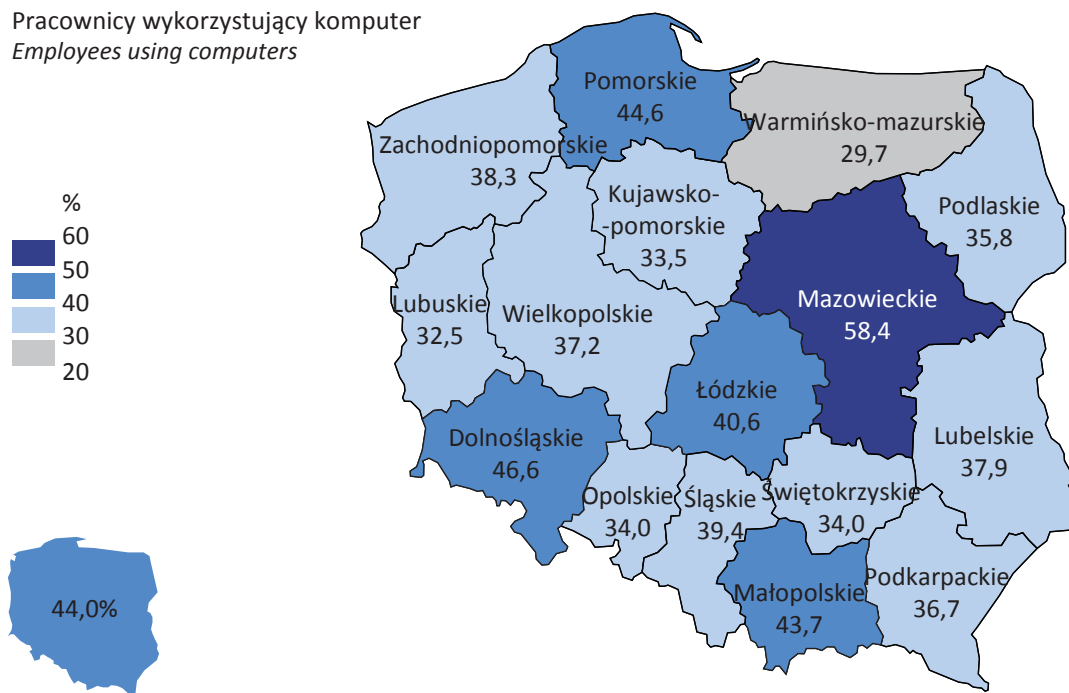 Pracownicy wykorzystujący komputer
Employees using computers
%
60
50
40
30
20
44,0%
Pomorskie
44,6
Warmińsko-mazurskie
29,7
Zachodniopomorskie
38,3
Kujawsko-
-pomorskie
33,5
Podlaskie
35,8
Lubuskie
32,5
Wielkopolskie
37,2
Mazowieckie
58,4
Łódzkie
40,6
Dolnośląskie
46,6
Lubelskie
37,9
Opolskie
34,0
Śląskie
39,4
Świętokrzyskie
34,0
Małopolskie
43,7
Podkarpackie
36,7